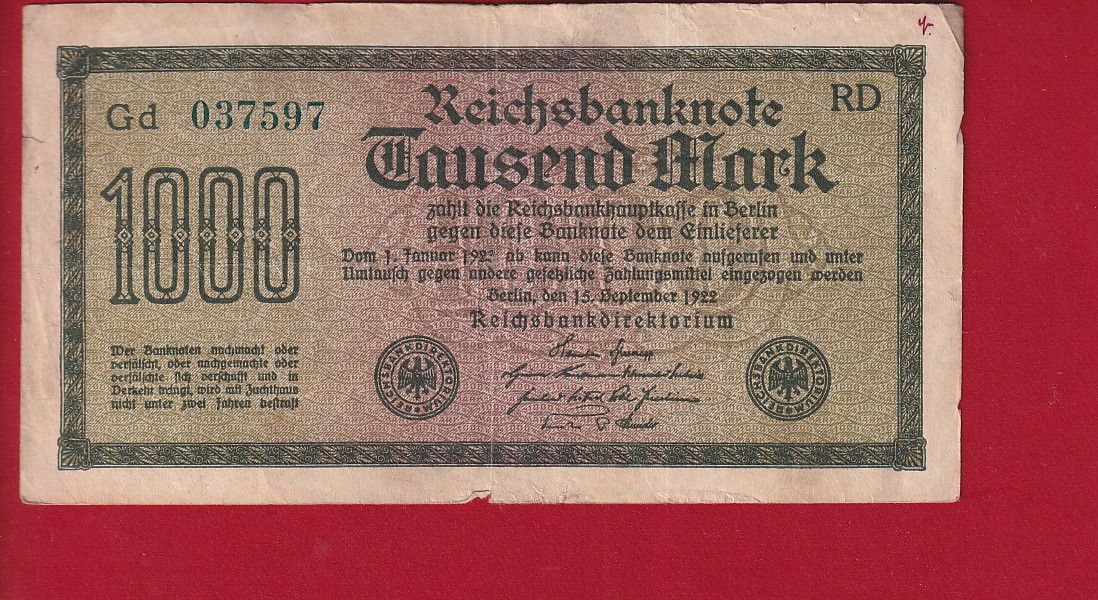 Gd 037597
RD
Reichsbanknote
Tausend Mark
1000
zahlt die Reichsbankhauptkasse in Berlin
gegen diese Banknote dem Einlieferer
Vom 1. Januar 1923 ab kann diese Banknote aufgerufen und unter
Umtausch gegen andere gesetzliche Zahlungsmittel eingezogen werden
Berlin, den 15. September 1922
Reichsbankdirektorium
Wer Banknoten nachmacht oder
verfälscht, oder nachgemachte oder
verfälschte sich verschafft und in
Verkehr bringt, wird mit Zuchthaus
nicht unter zwei Jahren bestraft
REICHSBANKDIREKTORIUM
REICHSBANKDIREKTORIUM